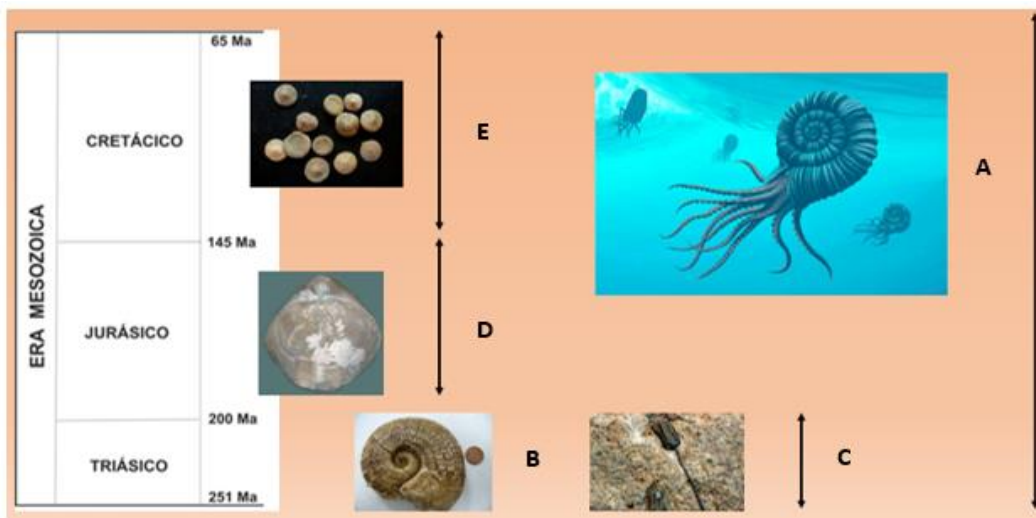 ERA MESOZOICA
65 Ma
CRETÁCICO
145 Ma
JURÁSICO
200 Ma
TRIÁSICO
251 Ma
E
A
D
B
C